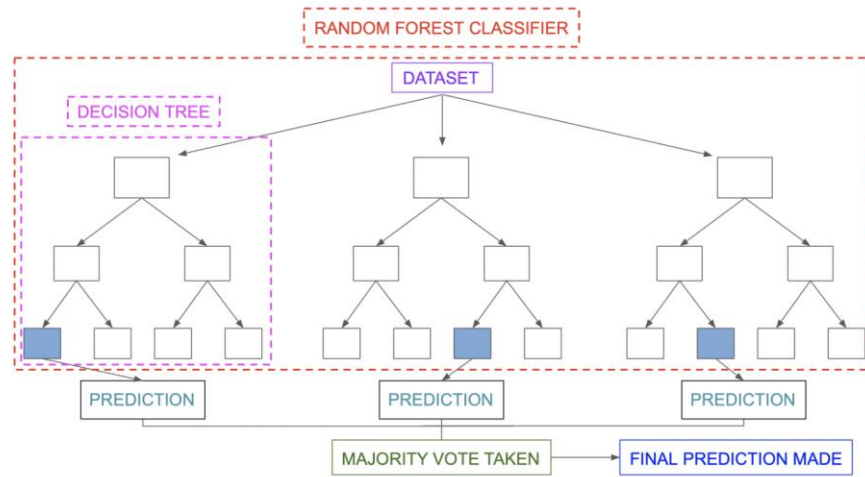 RANDOM FOREST CLASSIFIER
DATASET
DECISION TREE
PREDICTION
PREDICTION
PREDICTION
MAJORITY VOTE TAKEN
FINAL PREDICTION MADE